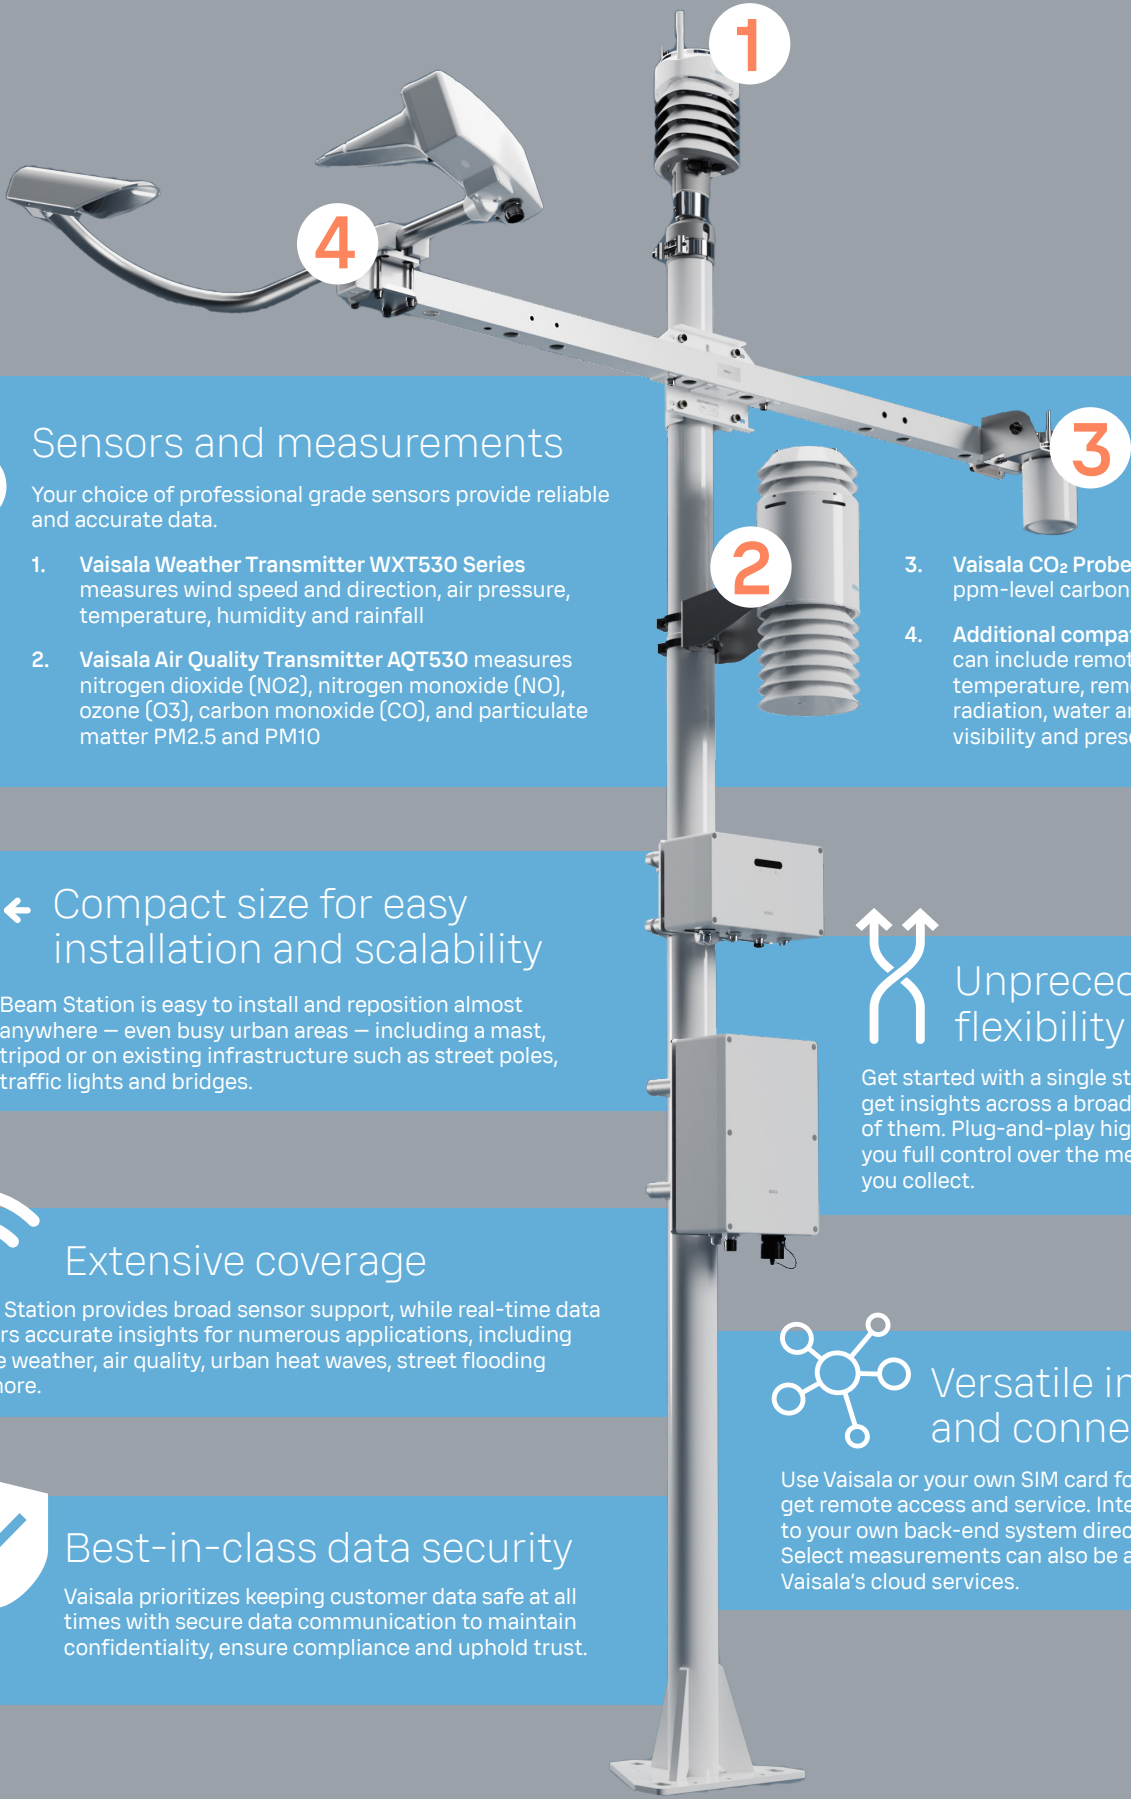 1
4
3
2
Sensors and measurements
Your choice of professional grade sensors provide reliable
and accurate data.
1. Vaisala Weather Transmitter WXT530 Series
measures wind speed and direction, air pressure,
temperature, humidity and rainfall
2. Vaisala Air Quality Transmitter AQT530 measures
nitrogen dioxide (NO2), nitrogen monoxide (NO),
ozone (O3), carbon monoxide (CO), and particulate
matter PM2.5 and PM10
3. Vaisala CO₂ Probe
ppm-level carbon
4. Additional compa
can include remot
temperature, rem
radiation, water a
visibility and pres
Compact size for easy
installation and scalability
Beam Station is easy to install and reposition almost
anywhere — even busy urban areas — including a mast,
tripod or on existing infrastructure such as street poles,
traffic lights and bridges.
Unpreced
flexibility
Get started with a single st
get insights across a broad
of them. Plug-and-play hig
you full control over the me
you collect.
Extensive coverage
Station provides broad sensor support, while real-time data
rs accurate insights for numerous applications, including
e weather, air quality, urban heat waves, street flooding
more.
Versatile in
and conne
Use Vaisala or your own SIM card fo
get remote access and service. Inte
to your own back-end system direc
Select measurements can also be a
Vaisala's cloud services.
Best-in-class data security
Vaisala prioritizes keeping customer data safe at all
times with secure data communication to maintain
confidentiality, ensure compliance and uphold trust.